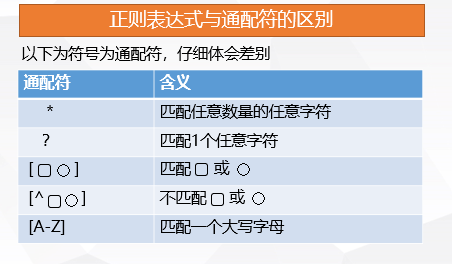 正则表达式与通配符的区别
以下为符号为通配符，仔细体会差别
通配符 含义
* 匹配任意数量的任意字符
? 匹配1个任意字符
[▢○] 匹配▢或 ○
[^▢○] 不匹配▢或 ○
[A-Z] 匹配一个大写字母